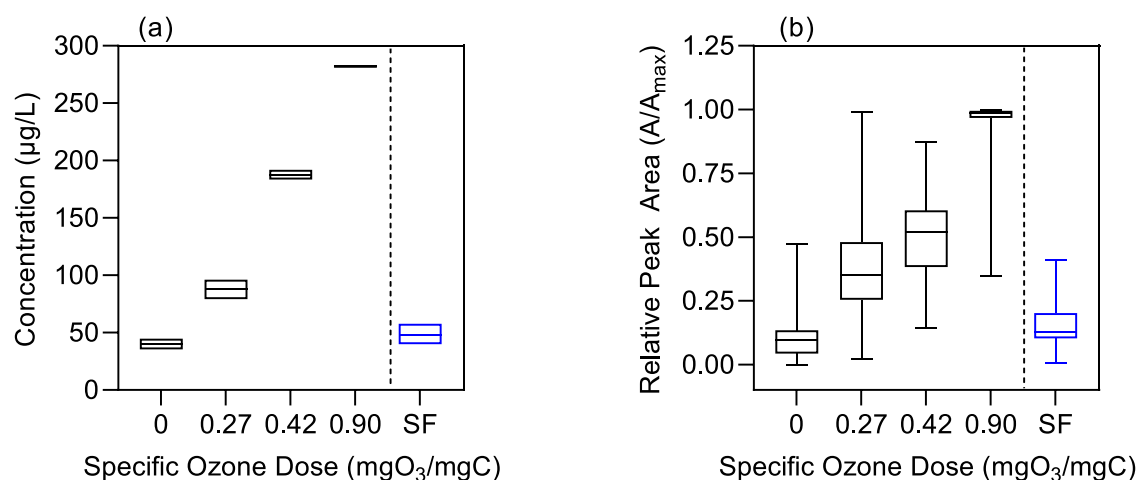 (a)
Concentration (µg/L)
300
250
200
150
100
50
0
0 0.27 0.42 0.90 SF
Specific Ozone Dose (mgO₃/mgC)
(b)
Relative Peak Area (A/Aₘₐₓ)
1.25
1.00
0.75
0.50
0.25
0.00
0 0.27 0.42 0.90 SF
Specific Ozone Dose (mgO₃/mgC)